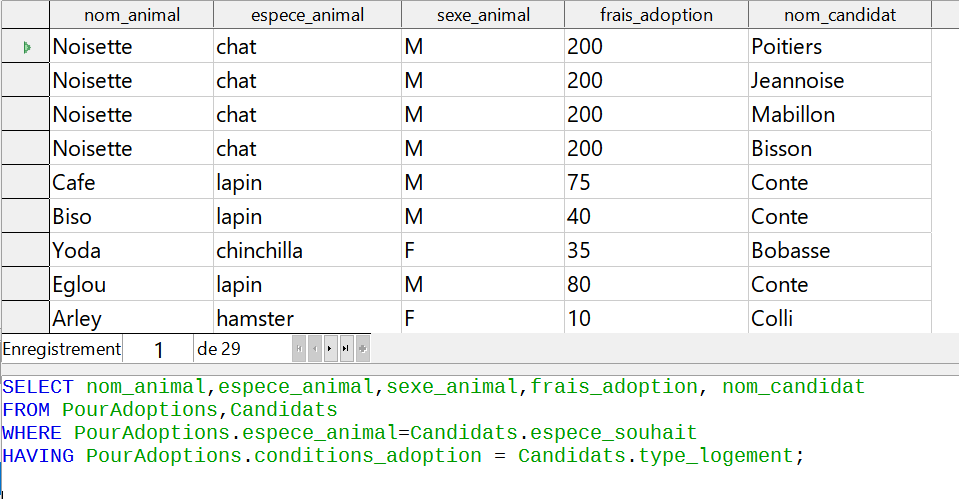 nom_animal espece_animal sexe_animal frais_adoption nom_candidat
Noisette chat M 200 Poitiers
Noisette chat M 200 Jeannoise
Noisette chat M 200 Mabillon
Noisette chat M 200 Bisson
Cafe lapin M 75 Conte
Biso lapin M 40 Conte
Yoda chinchilla F 35 Bobasse
Eglou lapin M 80 Conte
Arley hamster F 10 Colli
Enregistrement 1 de 29
SELECT nom_animal,espece_animal,sexe_animal,frais_adoption, nom_candidat
FROM PourAdoptions,Candidats
WHERE PourAdoptions.espece_animal=Candidats.espece_souhait
HAVING PourAdoptions.conditions_adoption = Candidats.type_logement;